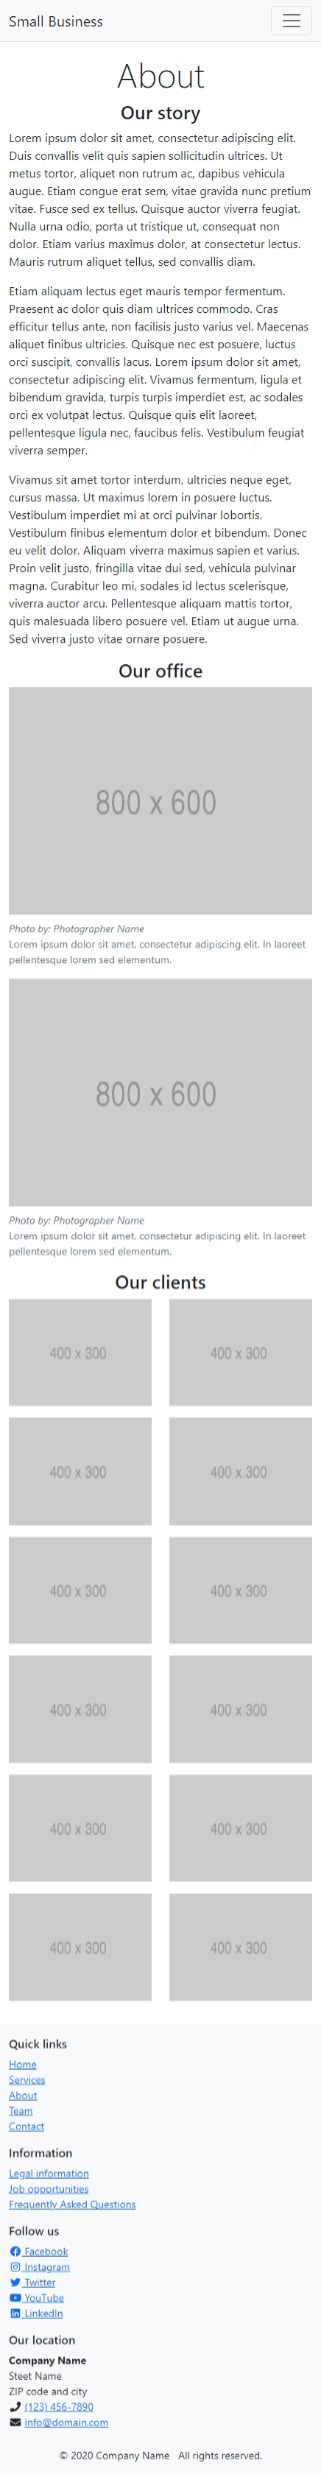 Small Business
About
Our story
Lorem ipsum dolor sit amet, consectetur adipiscing elit.
Duis convallis velit quis sapien sollicitudin ultrices. Ut
metus tortor, aliquet non rutrum ac, dapibus vehicula
augue. Etiam congue erat sem, vitae gravida nunc pretium
vitae. Fusce sed ex tellus. Quisque auctor viverra feugiat.
Nulla urna odio, porta ut tristique ut, consequat non
dolor. Etiam varius maximus dolor, at consectetur lectus.
Mauris rutrum aliquet tellus, sed convallis diam.
Etiam aliquam lectus eget mauris tempor fermentum.
Praesent ac dolor quis diam ultrices commodo. Cras
efficitur tellus ante, non facilisis justo varius vel. Maecenas
aliquet finibus ultricies. Quisque nec est posuere, luctus
orci suscipit, convallis lacus. Lorem ipsum dolor sit amet,
consectetur adipiscing elit. Vivamus fermentum, ligula et
bibendum gravida, turpis turpis imperdiet est, ac sodales
orci ex volutpat lectus. Quisque quis elit laoreet,
pellentesque ligula nec, faucibus felis. Vestibulum feugiat
viverra semper.
Vivamus sit amet tortor interdum, ultricies neque eget,
cursus massa. Ut maximus lorem in posuere luctus.
Vestibulum imperdiet mi at orci pulvinar lobortis.
Vestibulum finibus elementum dolor et bibendum. Donec
eu velit dolor. Aliquam viverra maximus sapien et varius.
Proin velit justo, fringilla vitae dui sed, vehicula pulvinar
magna. Curabitur leo mi, sodales id lectus scelerisque,
viverra auctor arcu. Pellentesque aliquam mattis tortor,
quis malesuada libero posuere vel. Etiam ut augue urna.
Sed viverra justo vitae ornare posuere.
Our office
800 x 600
Photo by: Photographer Name
Lorem ipsum dolor sit amet, consectetur adipiscing elit. In laoreet
pellentesque lorem sed elementum.
800 x 600
Photo by: Photographer Name
Lorem ipsum dolor sit amet, consectetur adipiscing elit. In laoreet
pellentesque lorem sed elementum.
Our clients
400 x 300 400 x 300
400 x 300 400 x 300
400 x 300 400 x 300
400 x 300 400 x 300
400 x 300 400 x 300
400 x 300 400 x 300
Quick links
Home
Services
About
Team
Contact
Information
Legal information
Job opportunities
Frequently Asked Questions
Follow us
Facebook
Instagram
Twitter
YouTube
LinkedIn
Our location
Company Name
Steet Name
ZIP code and city
(123) 456-7890
info@domain.com
© 2020 Company Name All rights reserved.